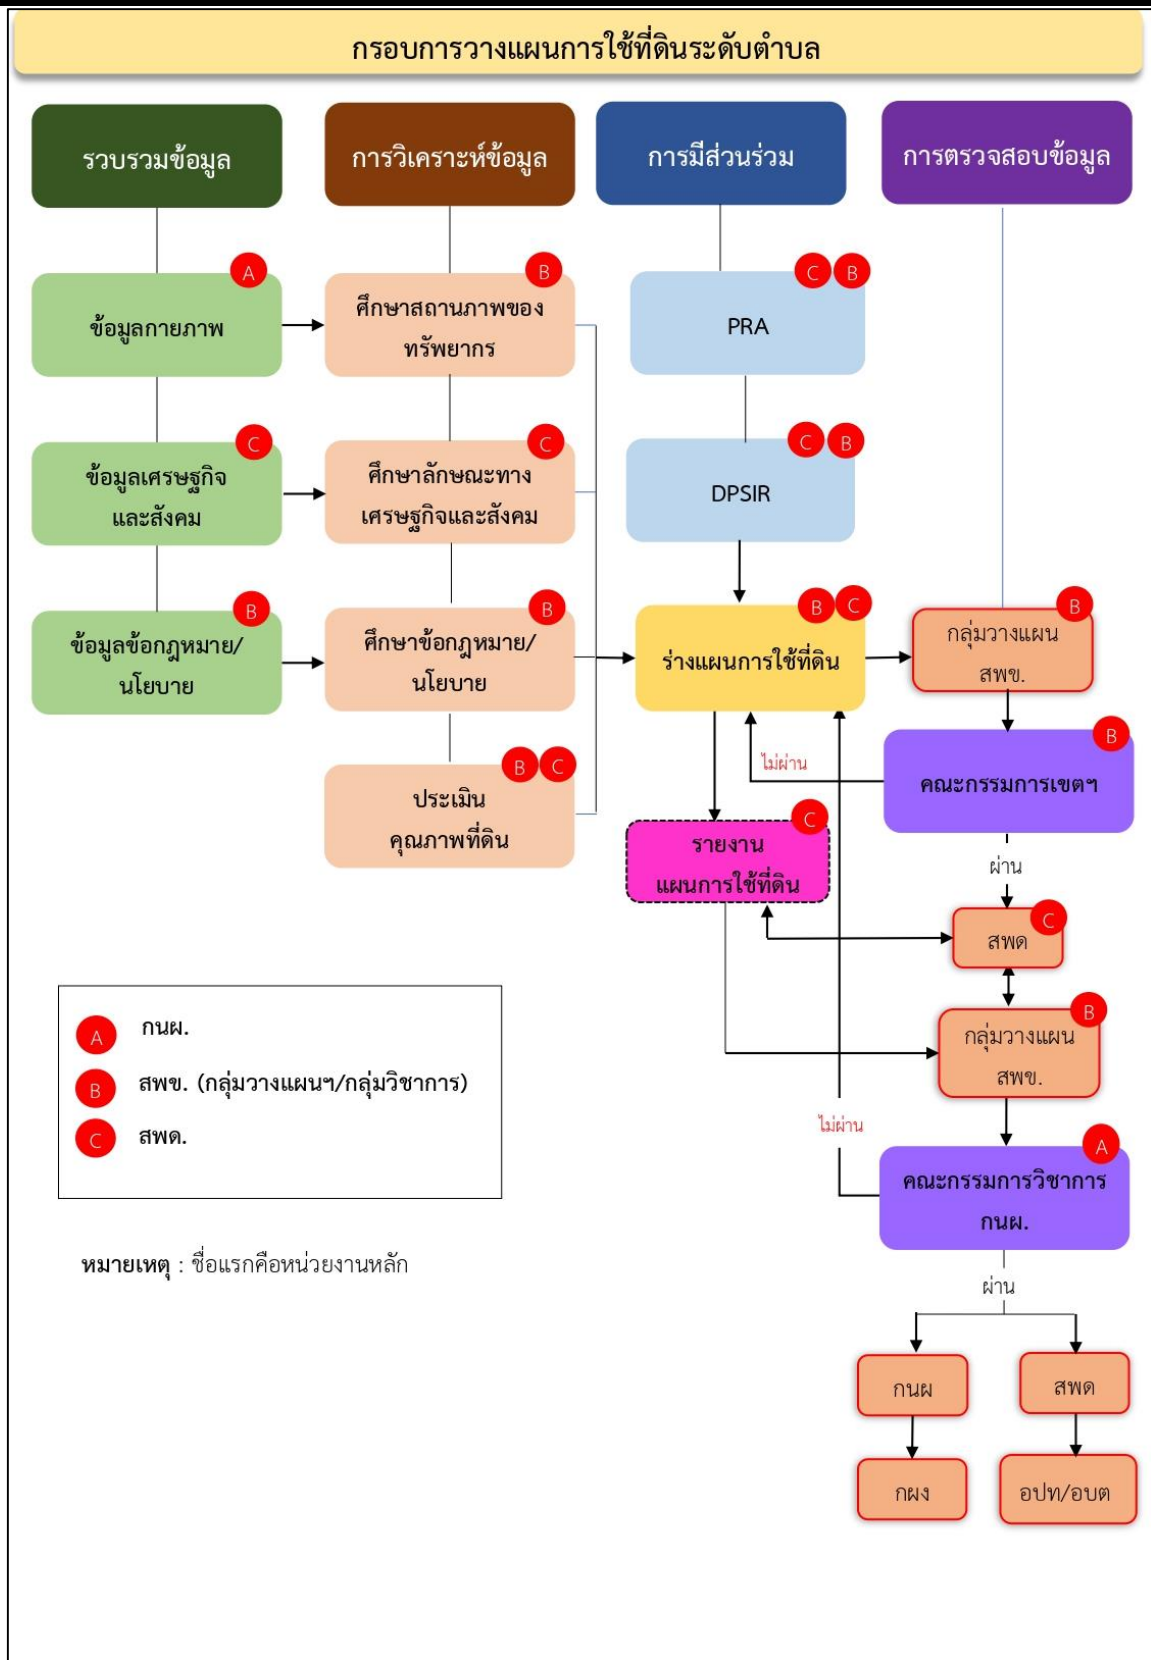 กรอบการวางแผนการใช้ที่ดินระดับตำบล
รวบรวมข้อมูล
การวิเคราะห์ข้อมูล
การมีส่วนร่วม
การตรวจสอบข้อมูล
A
ข้อมูลกายภาพ
B
ศึกษาสถานภาพของ
ทรัพยากร
C B
PRA
C
ข้อมูลเศรษฐกิจ
และสังคม
C
ศึกษาลักษณะทาง
เศรษฐกิจและสังคม
C B
DPSIR
B
ข้อมูลข้อกฎหมาย/
นโยบาย
B
ศึกษาข้อกฎหมาย/
นโยบาย
B C
ร่างแผนการใช้ที่ดิน
B
กลุ่มวางแผน
สพข.
B C
ประเมิน
คุณภาพที่ดิน
ไม่ผ่าน
B
คณะกรรมการเขตฯ
C
รายงาน
แผนการใช้ที่ดิน
ผ่าน
C
สพด
B
กลุ่มวางแผน
สพข.
A กนผ.
B สพข. (กลุ่มวางแผนฯ/กลุ่มวิชาการ)
C สพด.
ไม่ผ่าน
A
คณะกรรมการวิชาการ
กนผ.
หมายเหตุ : ชื่อแรกคือหน่วยงานหลัก
ผ่าน
กนผ
สพด
กผง
อปท/อบต